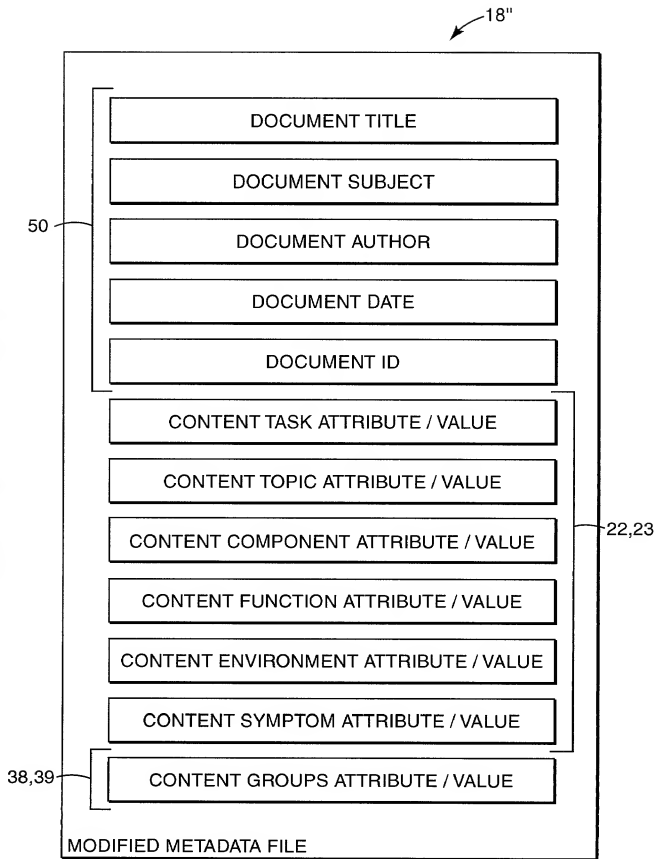 18"
DOCUMENT TITLE
DOCUMENT SUBJECT
50
DOCUMENT AUTHOR
DOCUMENT DATE
DOCUMENT ID
CONTENT TASK ATTRIBUTE / VALUE
CONTENT TOPIC ATTRIBUTE / VALUE
22,23
CONTENT COMPONENT ATTRIBUTE / VALUE
CONTENT FUNCTION ATTRIBUTE / VALUE
CONTENT ENVIRONMENT ATTRIBUTE / VALUE
CONTENT SYMPTOM ATTRIBUTE / VALUE
38,39
CONTENT GROUPS ATTRIBUTE / VALUE
MODIFIED METADATA FILE